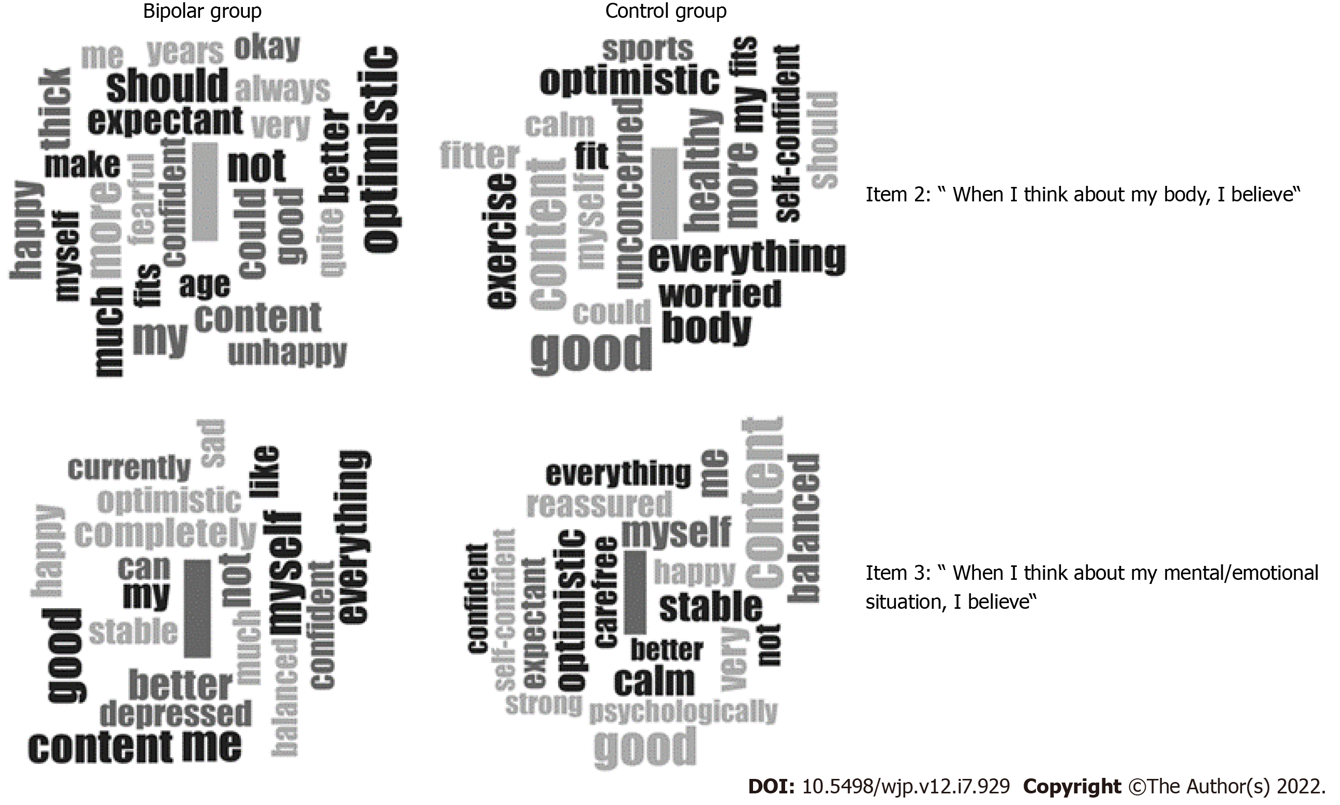 Bipolar group
Control group
me
years
okay
should
always
thick
expectant
very
optimistic
better
make
not
fearful
confident
happy
more
myself
could
good
quite
fits
age
much
my
content
unhappy
sports
optimistic
my fits
self-confident
should
calm
fitter
fit
unconcerned
healthy
more
exercise
content
myself
everything
worried
could
body
good
Item 2: “ When I think about my body, I believe“
sad
currently
like
everything
optimistic
completely
happy
can
my
not
myself
confident
stable
good
much
balanced
better
depressed
content
me
everything
me
content
balanced
reassured
myself
confident
self-confident
expectant
optimistic
carefree
happy
stable
better
very
not
calm
strong
psychologically
good
Item 3: “ When I think about my mental/emotional
situation, I believe“
DOI: 10.5498/wjp.v12.i7.929 Copyright ©The Author(s) 2022.